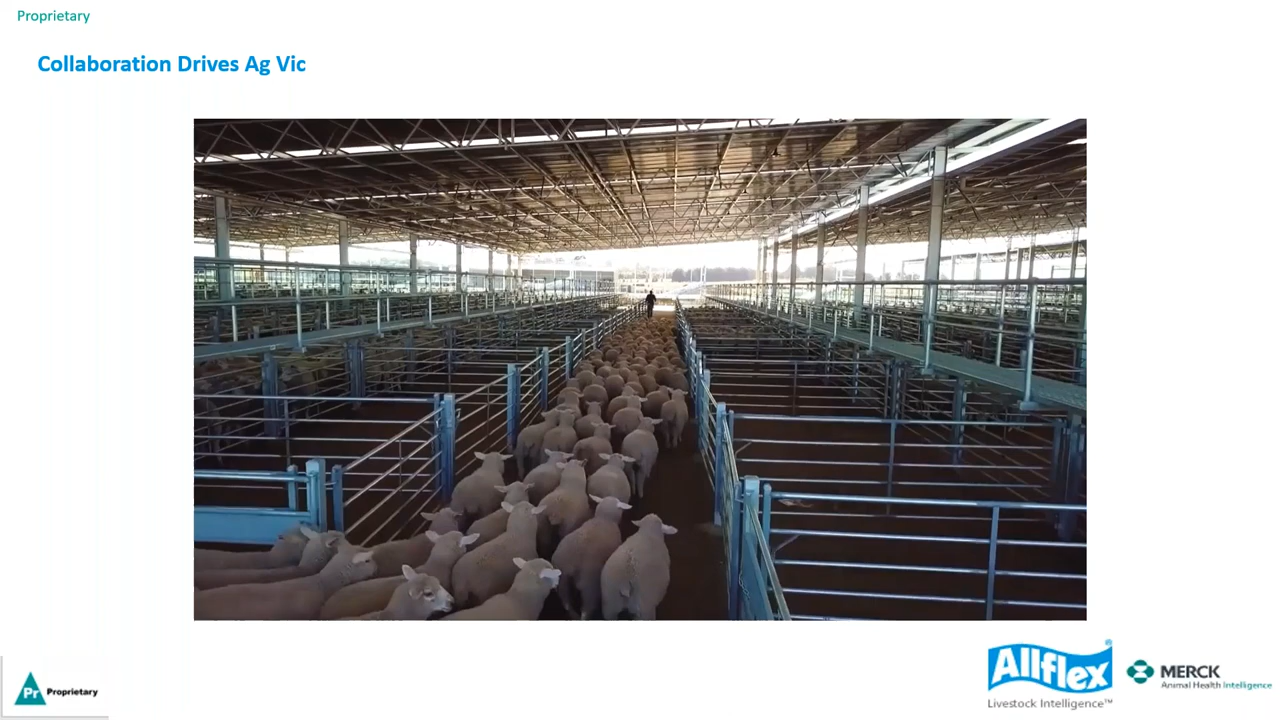 Proprietary
Collaboration Drives Ag Vic
Pr Proprietary
Allflex
Livestock Intelligence™
MERCK
Animal Health Intelligence